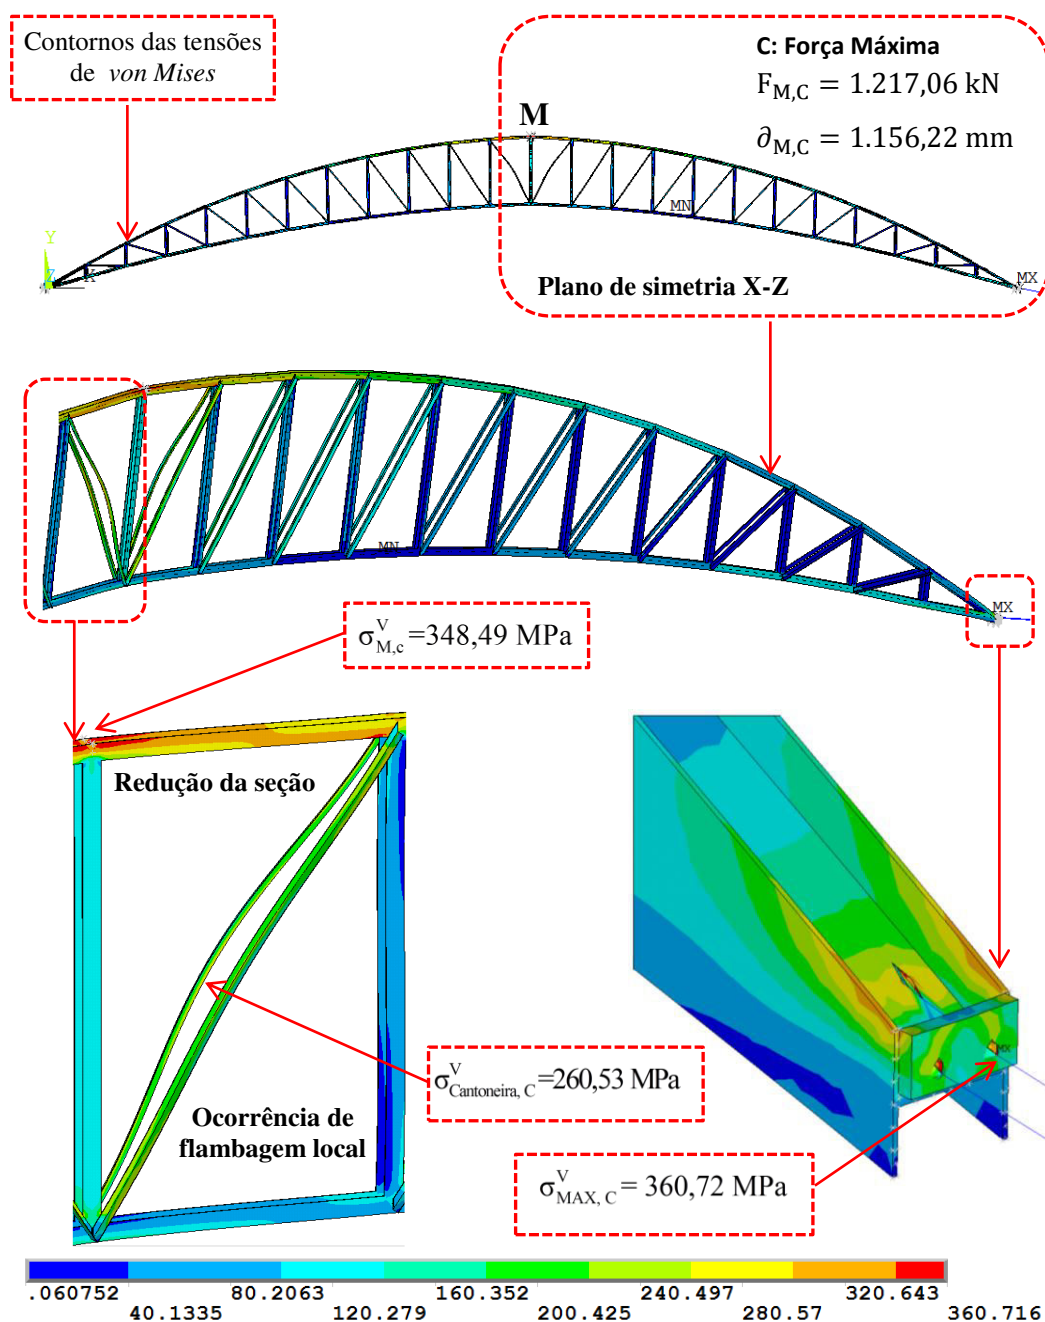 Contornos das tensões
de von Mises
C: Força Máxima
F_M,C = 1.217,06 kN
∂_M,C = 1.156,22 mm
M
MN
Y
Z
X
MX
Plano de simetria X-Z
MN
MX
σ^V_M,c =348,49 MPa
Redução da seção
σ^V_Cantoneira, C =260,53 MPa
Ocorrência de
flambagem local
MX
σ^V_MAX, C = 360,72 MPa
.060752 80.2063 160.352 240.497 320.643
40.1335 120.279 200.425 280.57 360.716